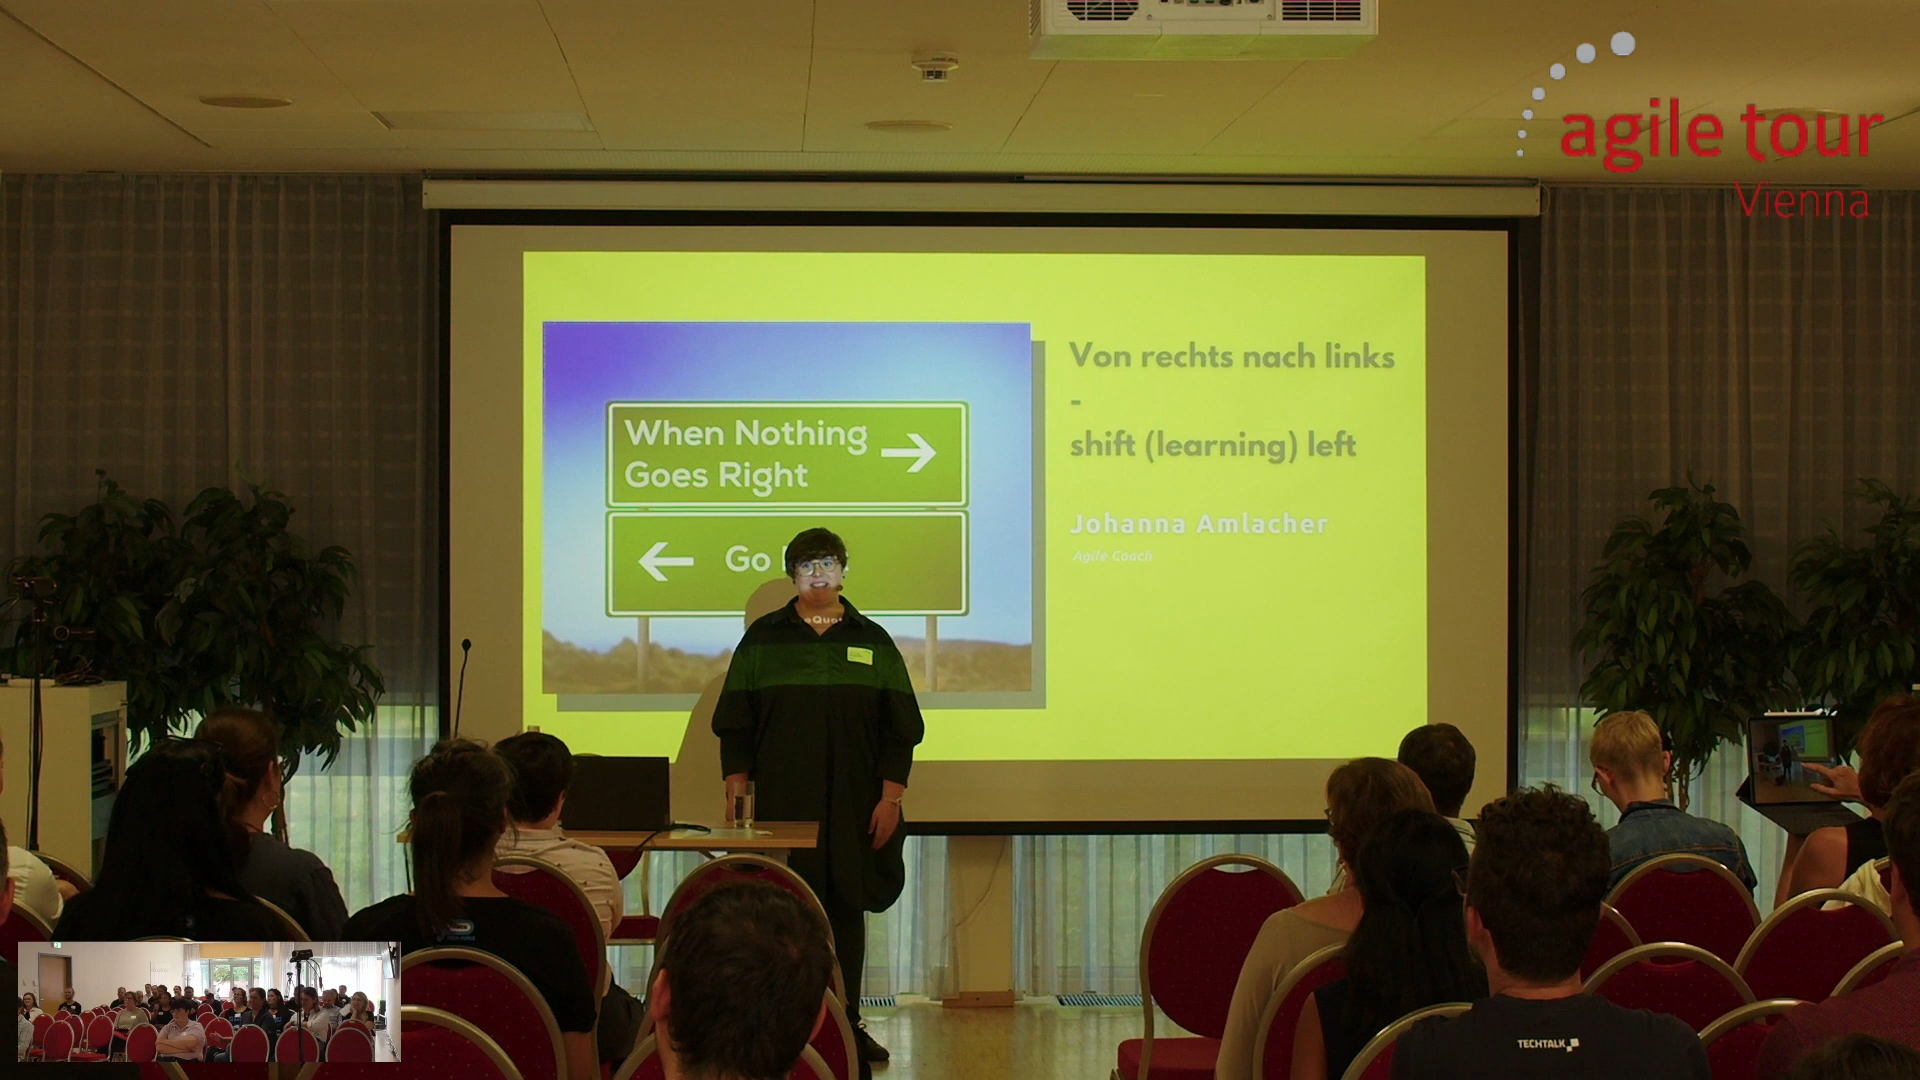 agile tour
Vienna
When Nothing
Goes Right
Go
Von rechts nach links
-
shift (learning) left
Johanna Amlacher
Agile Coach
TECHTALK